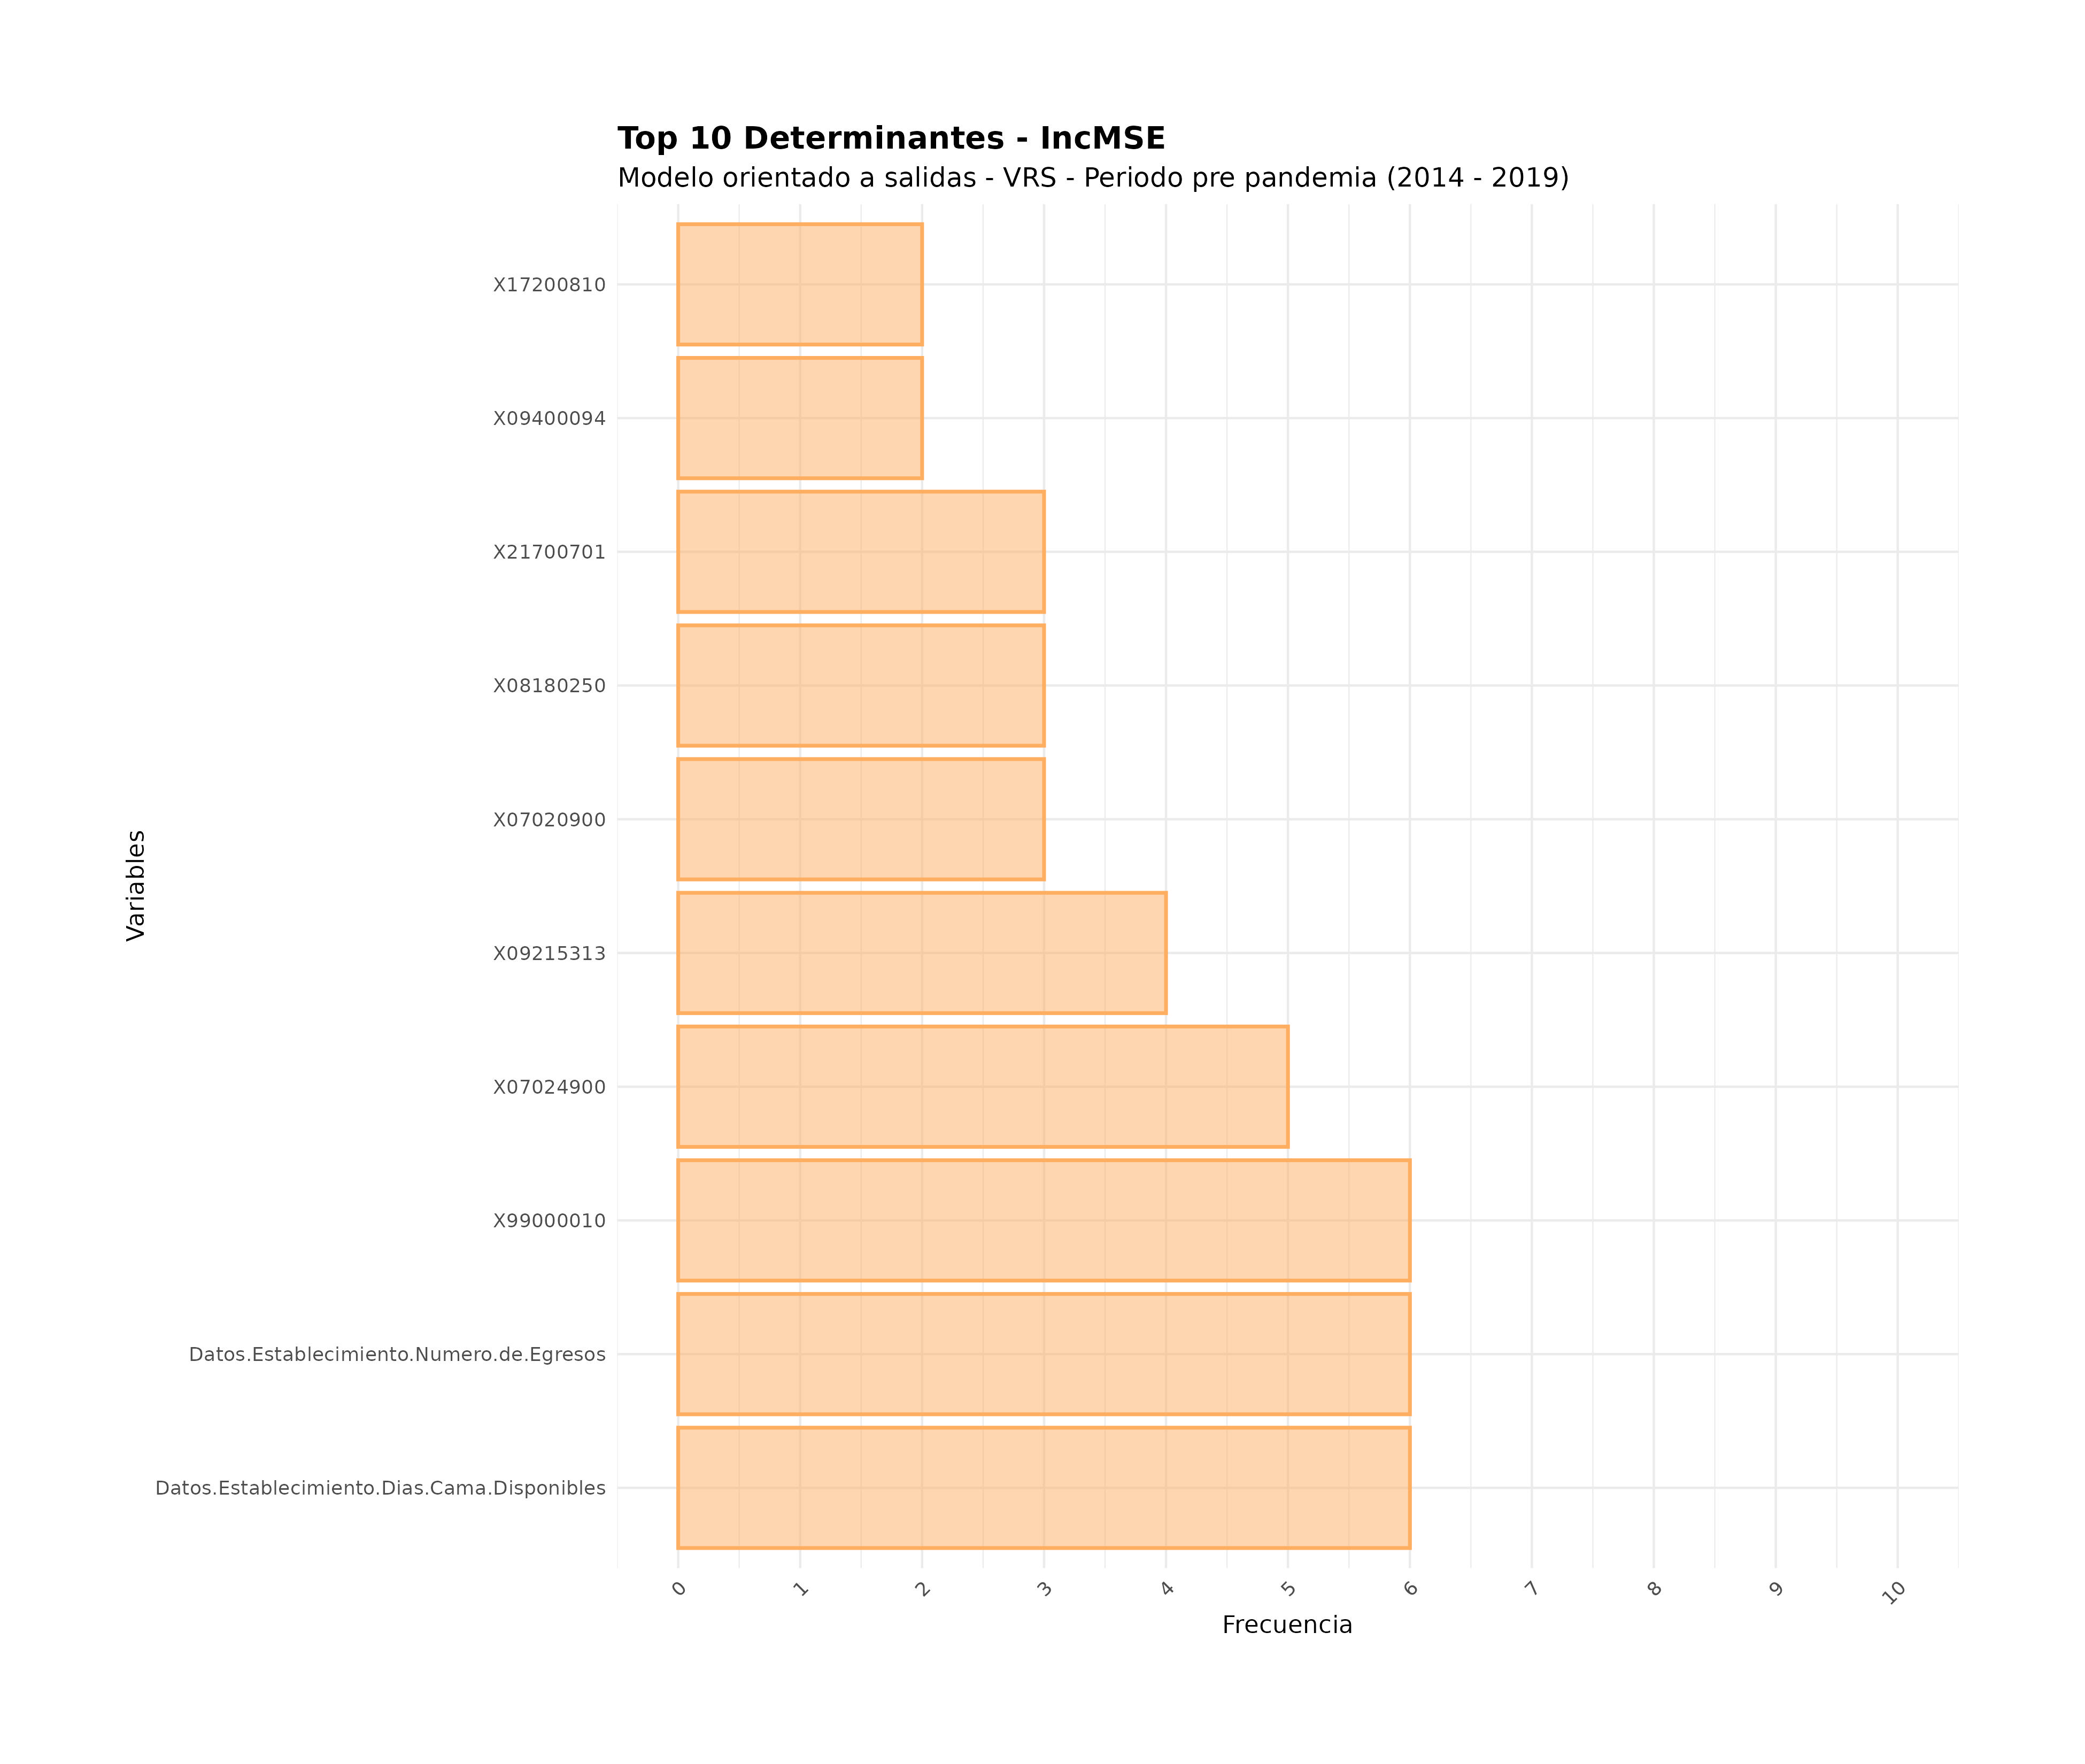 Top 10 Determinantes - IncMSE
Modelo orientado a salidas - VRS - Periodo pre pandemia (2014 - 2019)
Variables
X17200810
X09400094
X21700701
X08180250
X07020900
X09215313
X07024900
X99000010
Datos.Establecimiento.Numero.de.Egresos
Datos.Establecimiento.Dias.Cama.Disponibles
0 1 2 3 4 5 6 7 8 9 10
Frecuencia